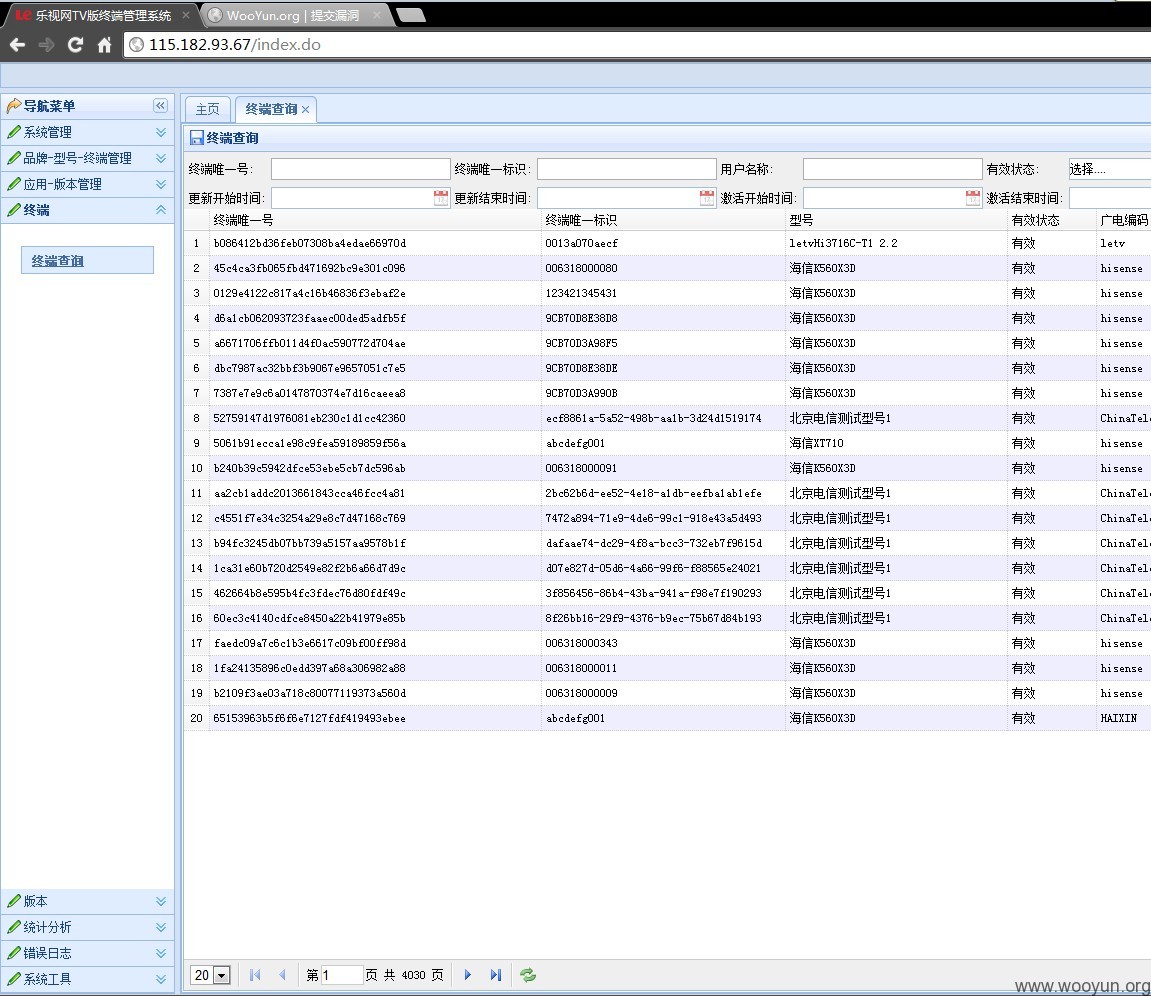 乐视网TV版终端管理系统 WooYun.org | 提交漏洞
115.182.93.67/index.do
导航菜单
系统管理
品牌-型号-终端管理
应用-版本管理
终端
终端查询
版本
统计分析
错误日志
系统工具
主页 终端查询
终端查询
终端唯一号: 终端唯一标识: 用户名称: 有效状态: 选择....
更新开始时间: 更新结束时间: 激活开始时间: 激活结束时间:
终端唯一号 终端唯一标识 型号 有效状态 广电编码
1 b086412bd36feb07308ba4edae66970d 0013a070aecf letvHi3716C-T1 2.2 有效 letv
2 45c4ca3fb065fbd471692bc9e301c096 006318000080 海信K560X3D 有效 hisense
3 0129e4122c817a4c16b46836f3ebaf2e 123421345431 海信K560X3D 有效 hisense
4 d6a1cb062093723faaec00ded5adfb5f 9CB70D8E38D8 海信K560X3D 有效 hisense
5 a6671706ffb011d4f0ac590772d704ae 9CB70D3A98F5 海信K560X3D 有效 hisense
6 dbc7987ac32bbf3b9067e9657051c7e5 9CB70D8E38DE 海信K560X3D 有效 hisense
7 7387e7e9c6a0147870374e7d16caeea8 9CB70D3A990B 海信K560X3D 有效 hisense
8 52759147d1976081eb230c1d1cc42360 ecf8861a-5a52-498b-aa1b-3d24d1519174 北京电信测试型号1 有效 ChinaTel
9 5061b91ecca1e98c9fea59189859f56a abcdefg001 海信XT710 有效 hisense
10 b240b39c5942dfce53ebe5cb7dc596ab 006318000091 海信K560X3D 有效 hisense
11 aa2cb1addc2013661843cca46fcc4a81 2bc62b6d-ee52-4e18-a1db-eefba1ab1efe 北京电信测试型号1 有效 ChinaTel
12 c4551f7e34c3254a29e8c7d47168c769 7472a894-71e9-4de6-99c1-918e43a5d493 北京电信测试型号1 有效 ChinaTel
13 b94fc3245db07bb739a5157aa9578b1f dafaae74-dc29-4f8a-bcc3-732eb7f9615d 北京电信测试型号1 有效 ChinaTel
14 1ca31e60b720d2549e82f2b6a66d7d9c d07e827d-05d6-4a66-99f6-f88565e24021 北京电信测试型号1 有效 ChinaTel
15 462664b8e595b4fc3fdec76d80fdf49c 3f856456-86b4-43ba-941a-f98e7f190293 北京电信测试型号1 有效 ChinaTel
16 60ec3c4140cdfce8450a22b41979e85b 8f26bb16-29f9-4376-b9ec-75b67d84b193 北京电信测试型号1 有效 ChinaTel
17 faedc09a7c6c1b3e6617c09bf00ff98d 006318000343 海信K560X3D 有效 hisense
18 1fa24135896c0edd397a68a306982a88 006318000011 海信K560X3D 有效 hisense
19 b2109f3ae03a718c80077119373a560d 006318000009 海信K560X3D 有效 hisense
20 65153963b5f6f6e7127fdf419493ebee abcdefg001 海信K560X3D 有效 HAIXIN
20 第 1 页 共 4030 页
www.wooyun.org